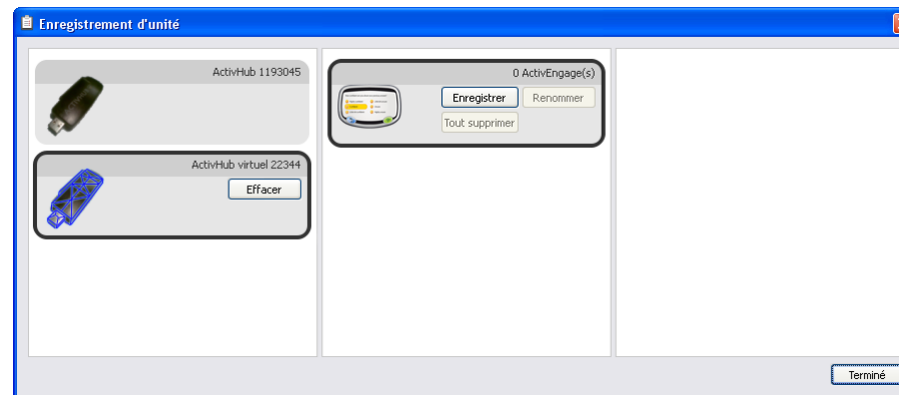 Enregistrement d'unité
ActivHub 1193045
ActivHub virtuel 22344
Effacer
0 ActivEngage(s)
Enregistrer Renommer
Tout supprimer
Terminé